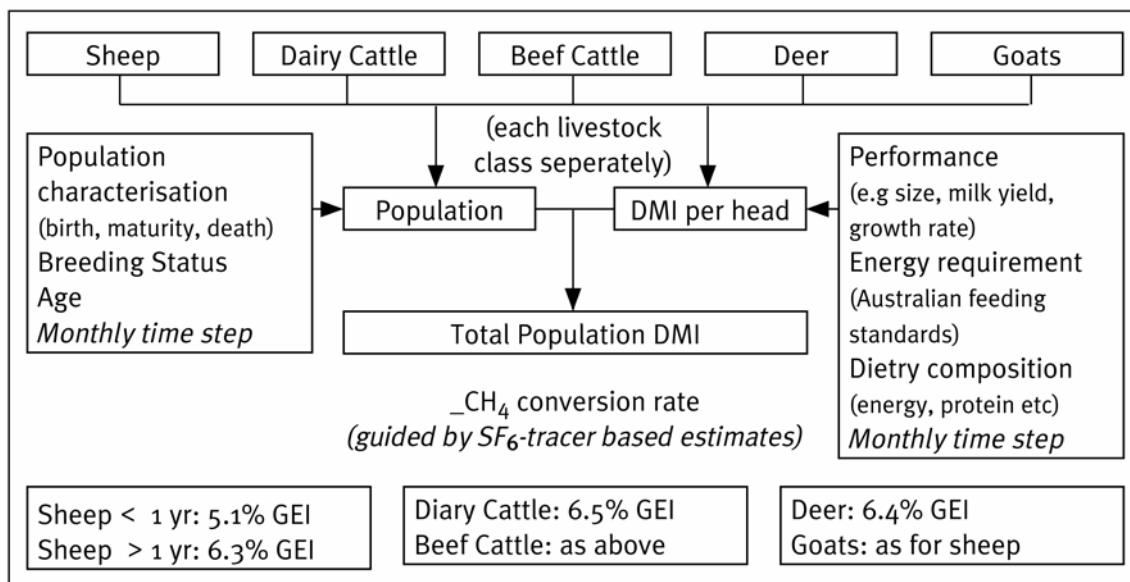 Sheep
Dairy Cattle
Beef Cattle
Deer
Goats
(each livestock
class seperately)
Population
characterisation
(birth, maturity, death)
Breeding Status
Age
Monthly time step
Population
DMI per head
Performance
(e.g size, milk yield,
growth rate)
Energy requirement
(Australian feeding
standards)
Dietry composition
(energy, protein etc)
Monthly time step
Total Population DMI
_CH₄ conversion rate
(guided by SF₆-tracer based estimates)
Sheep < 1 yr: 5.1% GEI
Sheep > 1 yr: 6.3% GEI
Diary Cattle: 6.5% GEI
Beef Cattle: as above
Deer: 6.4% GEI
Goats: as for sheep